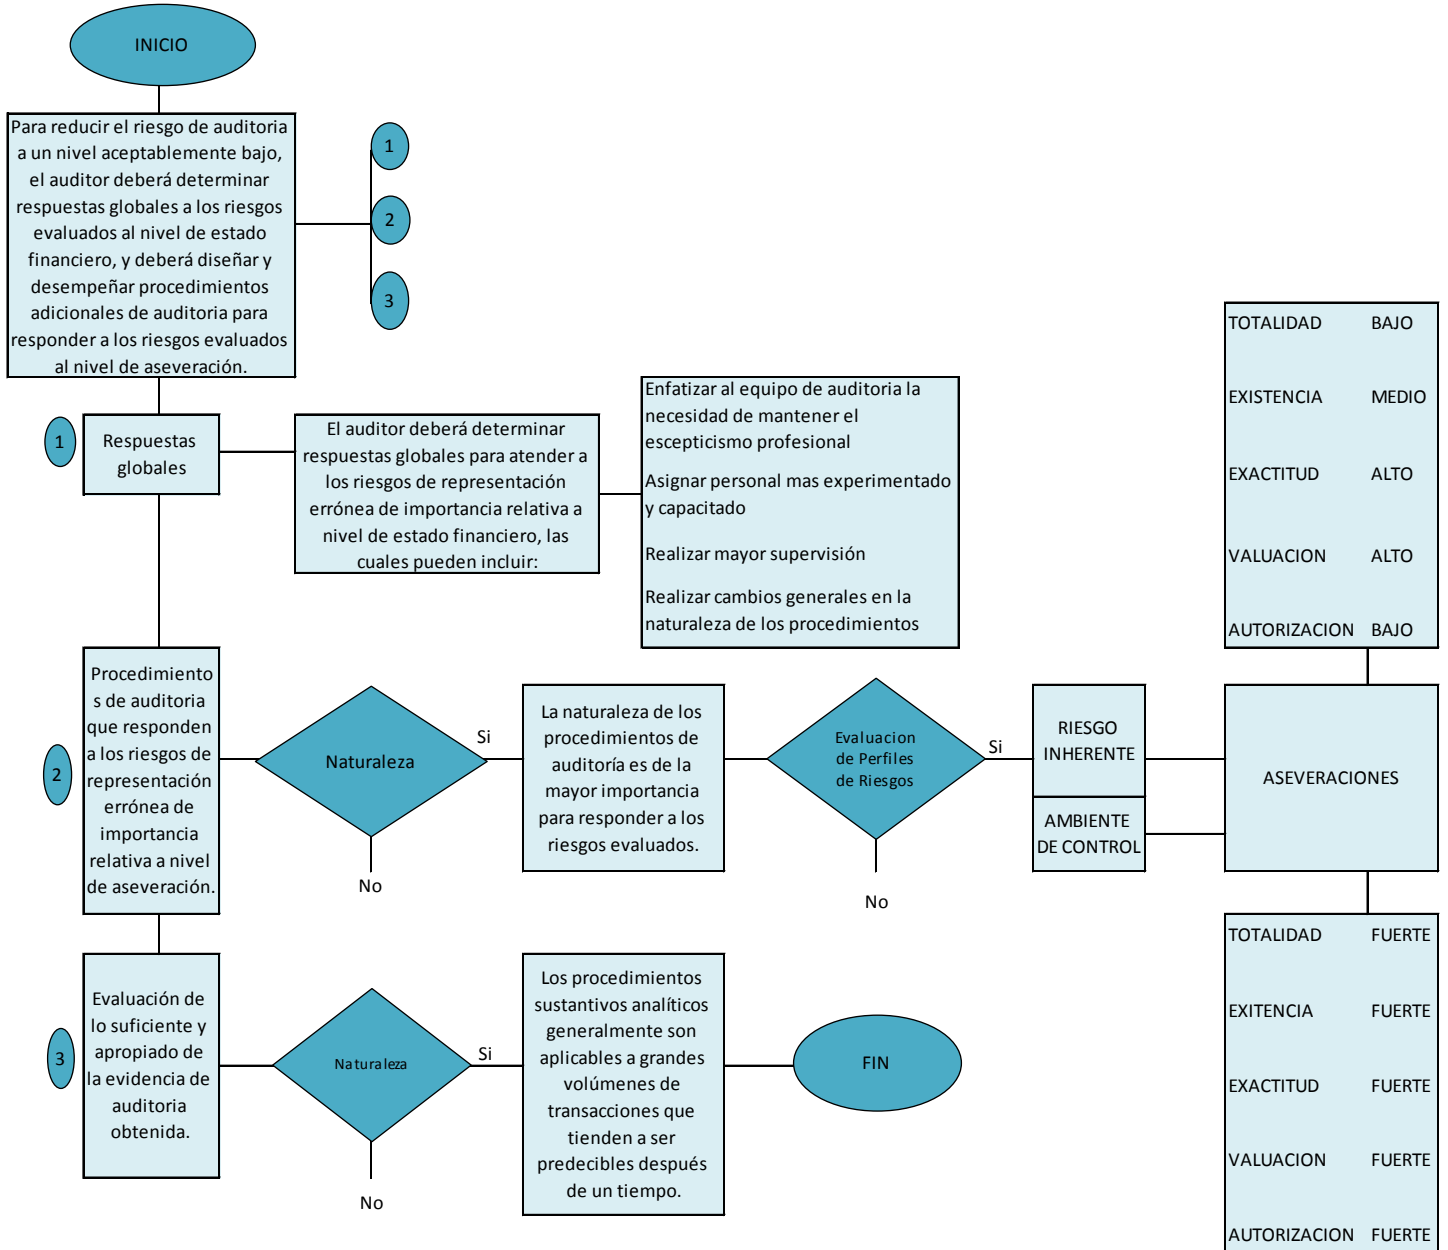 INICIO
Para reducir el riesgo de auditoria
a un nivel aceptablemente bajo,
el auditor deberá determinar
respuestas globales a los riesgos
evaluados al nivel de estado
financiero, y deberá diseñar y
desempeñar procedimientos
adicionales de auditoria para
responder a los riesgos evaluados
al nivel de aseveración.
1
2
3
1
Respuestas
globales
El auditor deberá determinar
respuestas globales para atender a
los riesgos de representación
errónea de importancia relativa a
nivel de estado financiero, las
cuales pueden incluir:
Enfatizar al equipo de auditoria la
necesidad de mantener el
escepticismo profesional
Asignar personal mas experimentado
y capacitado
Realizar mayor supervisión
Realizar cambios generales en la
naturaleza de los procedimientos
TOTALIDAD BAJO
EXISTENCIA MEDIO
EXACTITUD ALTO
VALUACION ALTO
AUTORIZACION BAJO
2
Procedimiento
s de auditoria
que responden
a los riesgos de
representación
errónea de
importancia
relativa a nivel
de aseveración.
Naturaleza
Si
No
La naturaleza de los
procedimientos de
auditoría es de la
mayor importancia
para responder a los
riesgos evaluados.
Evaluacion
de Perfiles
de Riesgos
Si
No
RIESGO
INHERENTE
AMBIENTE
DE CONTROL
ASEVERACIONES
TOTALIDAD FUERTE
EXITENCIA FUERTE
EXACTITUD FUERTE
VALUACION FUERTE
AUTORIZACION FUERTE
3
Evaluación de
lo suficiente y
apropiado de
la evidencia de
auditoria
obtenida.
Naturaleza
Si
No
Los procedimientos
sustantivos analíticos
generalmente son
aplicables a grandes
volúmenes de
transacciones que
tienden a ser
predecibles después
de un tiempo.
FIN